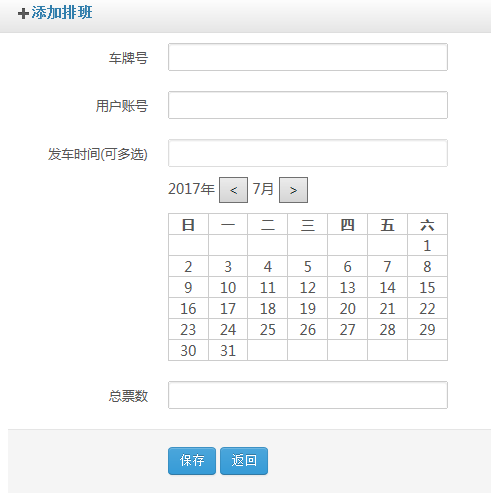 添加排班
车牌号
用户账号
发车时间(可多选)
2017年 < 7月 >
日 一 二 三 四 五 六
1
2 3 4 5 6 7 8
9 10 11 12 13 14 15
16 17 18 19 20 21 22
23 24 25 26 27 28 29
30 31
总票数
保存 返回